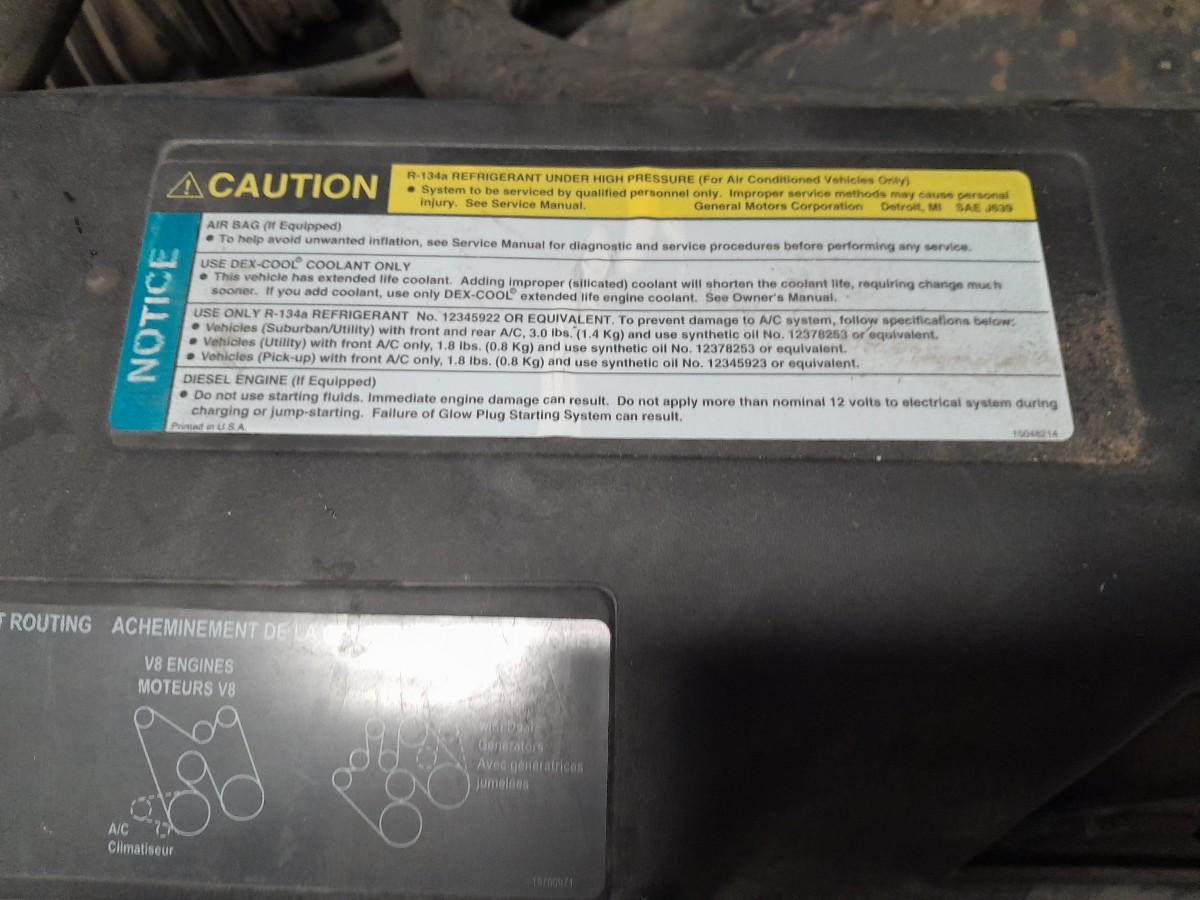 CAUTION
R-134a REFRIGERANT UNDER HIGH PRESSURE (For Air Conditioned Vehicles Only)
• System to be serviced by qualified personnel only. Improper service methods may cause personal
injury. See Service Manual. General Motors Corporation Detroit, MI SAE J639
NOTICE
AIR BAG (If Equipped)
• To help avoid unwanted inflation, see Service Manual for diagnostic and service procedures before performing any service.
USE DEX-COOL® COOLANT ONLY
• This vehicle has extended life coolant. Adding improper (silicated) coolant will shorten the coolant life, requiring change much
sooner. If you add coolant, use only DEX-COOL® extended life engine coolant. See Owner's Manual.
USE ONLY R-134a REFRIGERANT No. 12345922 OR EQUIVALENT. To prevent damage to A/C system, follow specifications below:
• Vehicles (Suburban/Utility) with front and rear A/C, 3.0 lbs. (1.4 Kg) and use synthetic oil No. 12378253 or equivalent.
• Vehicles (Utility) with front A/C only, 1.8 lbs. (0.8 Kg) and use synthetic oil No. 12378253 or equivalent.
• Vehicles (Pick-up) with front A/C only, 1.8 lbs. (0.8 Kg) and use synthetic oil No. 12345923 or equivalent.
DIESEL ENGINE (If Equipped)
• Do not use starting fluids. Immediate engine damage can result. Do not apply more than nominal 12 volts to electrical system during
charging or jump-starting. Failure of Glow Plug Starting System can result.
Printed in U.S.A. 15048214
T ROUTING ACHEMINEMENT DE LA
V8 ENGINES
MOTEURS V8
Generators
Avec génératrices
jumelées
A/C
Climatiseur